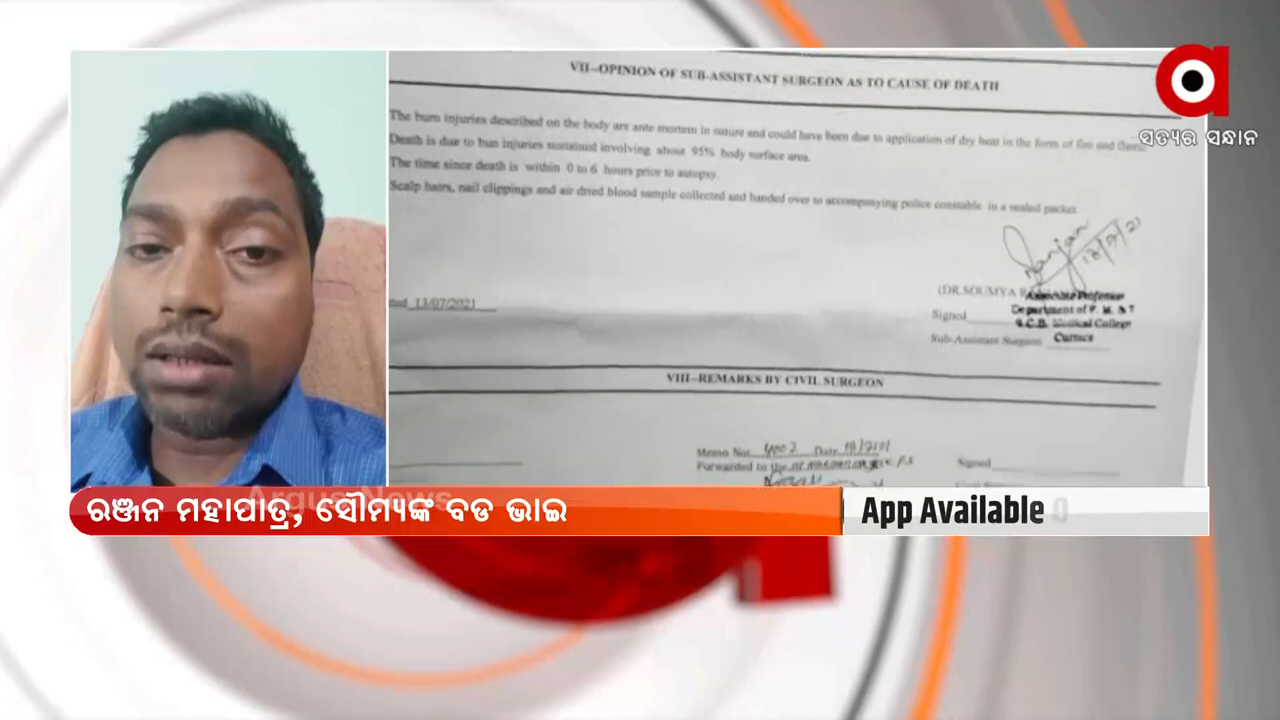 VII–OPINION OF SUB-ASSISTANT SURGEON AS TO CAUSE OF DEATH
The burn injuries described on the body are ante mortem in nature and could have been due to application of dry heat in the form of fire and flame.
Death is due to burn injuries sustained involving about 95% body surface area.
The time since death is within 0 to 6 hours prior to autopsy.
Scalp hairs, nail clippings and air dried blood sample collected and handed over to accompanying police constable in a sealed packet
ସତ୍ୟର ସନ୍ଧାନ
(DR.SOUMYA
Associate Professor
13/07/2021
Signed
Department of F. M. & T
S.C.B. Medical College
Sub-Assistant Surgeon
Cuttack
VIII–REMARKS BY CIVIL SURGEON
Memo No. Date
Forwarded to the P.S
Signed
Argus News
ରଞ୍ଜନ ମହାପାତ୍ର, ସୌମ୍ୟଙ୍କ ବଡ ଭାଇ
App Available